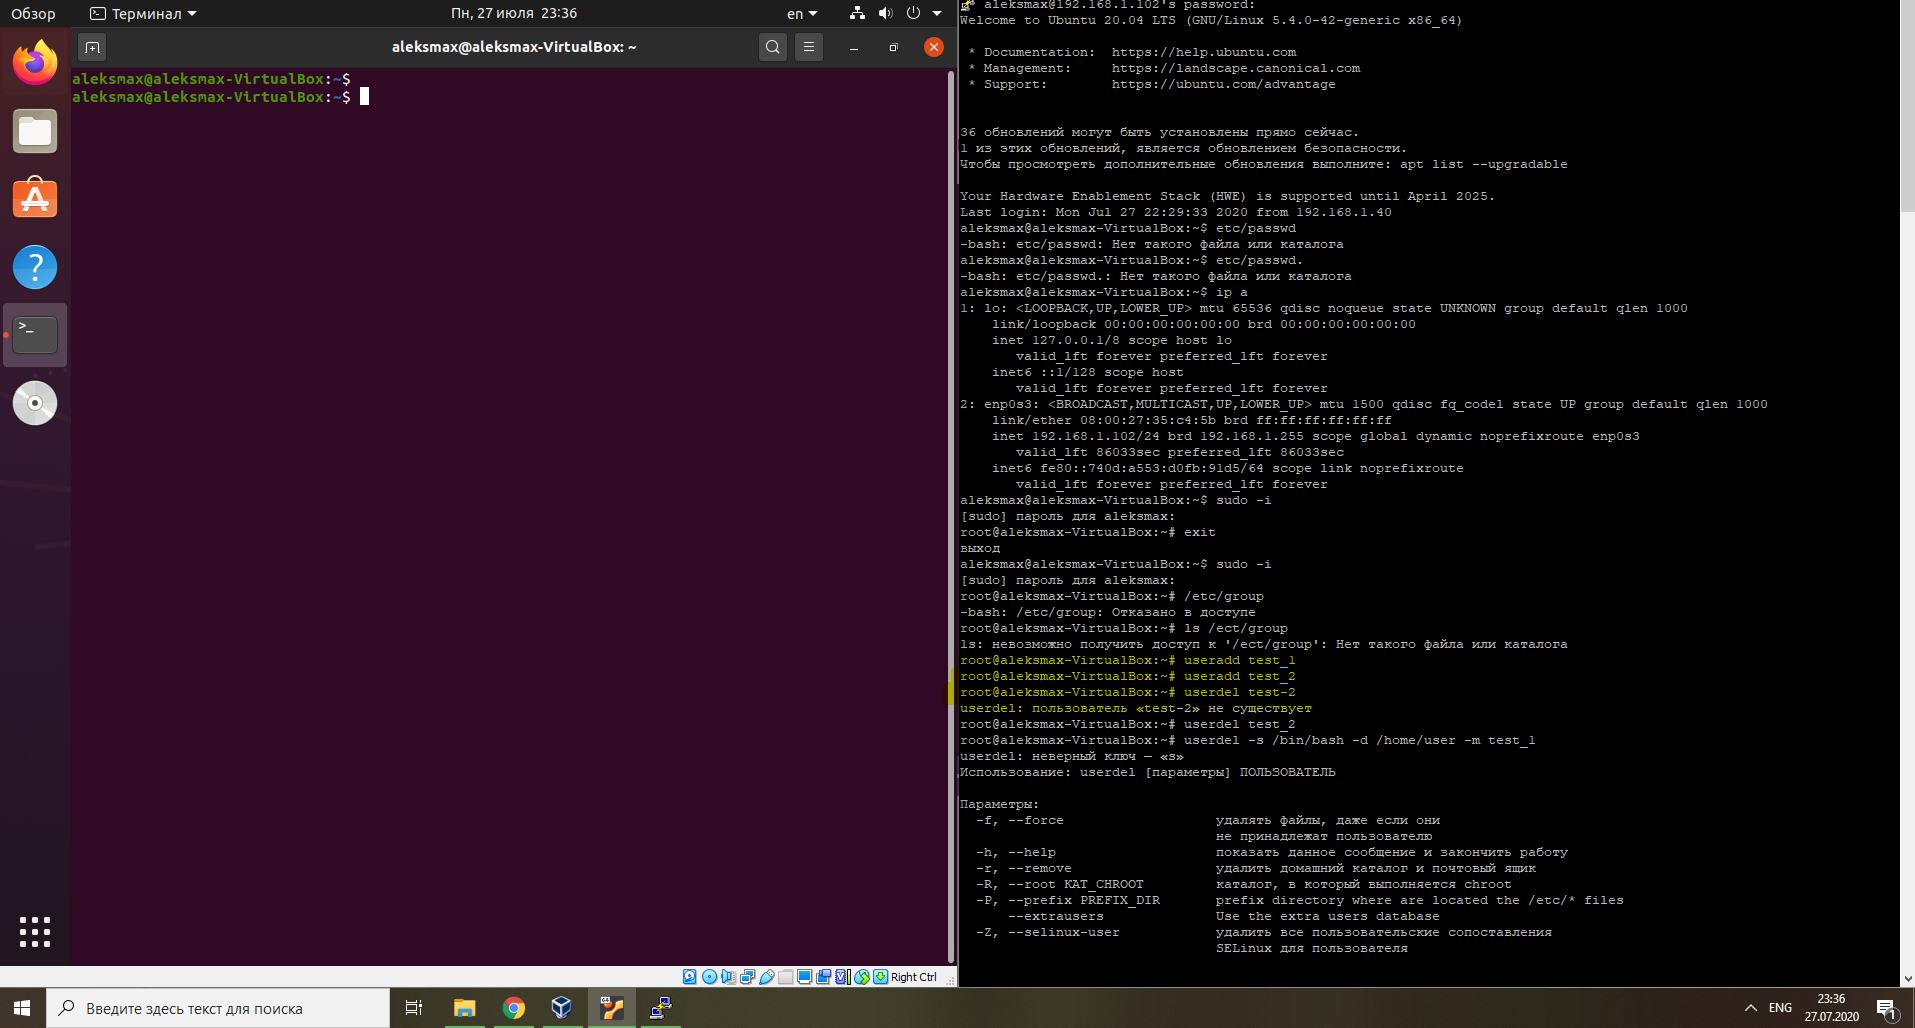 Обзор
Терминал
Пн, 27 июля 23:36
en
aleksmax@aleksmax-VirtualBox: ~
aleksmax@aleksmax-VirtualBox:~$
aleksmax@aleksmax-VirtualBox:~$
Right Ctrl
aleksmax@192.168.1.102's password:
Welcome to Ubuntu 20.04 LTS (GNU/Linux 5.4.0-42-generic x86_64)
* Documentation: https://help.ubuntu.com
* Management: https://landscape.canonical.com
* Support: https://ubuntu.com/advantage
36 обновлений могут быть установлены прямо сейчас.
1 из этих обновлений, является обновлением безопасности.
Чтобы просмотреть дополнительные обновления выполните: apt list --upgradable
Your Hardware Enablement Stack (HWE) is supported until April 2025.
Last login: Mon Jul 27 22:29:33 2020 from 192.168.1.40
aleksmax@aleksmax-VirtualBox:~$ etc/passwd
-bash: etc/passwd: Нет такого файла или каталога
aleksmax@aleksmax-VirtualBox:~$ etc/passwd.
-bash: etc/passwd.: Нет такого файла или каталога
aleksmax@aleksmax-VirtualBox:~$ ip a
1: lo: <LOOPBACK,UP,LOWER_UP> mtu 65536 qdisc noqueue state UNKNOWN group default qlen 1000
link/loopback 00:00:00:00:00:00 brd 00:00:00:00:00:00
inet 127.0.0.1/8 scope host lo
valid_lft forever preferred_lft forever
inet6 ::1/128 scope host
valid_lft forever preferred_lft forever
2: enp0s3: <BROADCAST,MULTICAST,UP,LOWER_UP> mtu 1500 qdisc fq_codel state UP group default qlen 1000
link/ether 08:00:27:35:c4:5b brd ff:ff:ff:ff:ff:ff
inet 192.168.1.102/24 brd 192.168.1.255 scope global dynamic noprefixroute enp0s3
valid_lft 86033sec preferred_lft 86033sec
inet6 fe80::740d:a553:d0fb:91d5/64 scope link noprefixroute
valid_lft forever preferred_lft forever
aleksmax@aleksmax-VirtualBox:~$ sudo -i
[sudo] пароль для aleksmax:
root@aleksmax-VirtualBox:~# exit
выход
aleksmax@aleksmax-VirtualBox:~$ sudo -i
[sudo] пароль для aleksmax:
root@aleksmax-VirtualBox:~# /etc/group
-bash: /etc/group: Отказано в доступе
root@aleksmax-VirtualBox:~# ls /ect/group
ls: невозможно получить доступ к '/ect/group': Нет такого файла или каталога
root@aleksmax-VirtualBox:~# useradd test_1
root@aleksmax-VirtualBox:~# useradd test_2
root@aleksmax-VirtualBox:~# userdel test-2
userdel: пользователь «test-2» не существует
root@aleksmax-VirtualBox:~# userdel test_2
root@aleksmax-VirtualBox:~# userdel -s /bin/bash -d /home/user -m test_1
userdel: неверный ключ — «s»
Использование: userdel [параметры] ПОЛЬЗОВАТЕЛЬ
Параметры:
-f, --force удалять файлы, даже если они
не принадлежат пользователю
-h, --help показать данное сообщение и закончить работу
-r, --remove удалить домашний каталог и почтовый ящик
-R, --root КАТ_CHROOT каталог, в который выполняется chroot
-P, --prefix PREFIX_DIR prefix directory where are located the /etc/* files
--extrausers Use the extra users database
-Z, --selinux-user удалить все пользовательские сопоставления
SELinux для пользователя
Введите здесь текст для поиска
64
ENG
23:36
27.07.2020
1